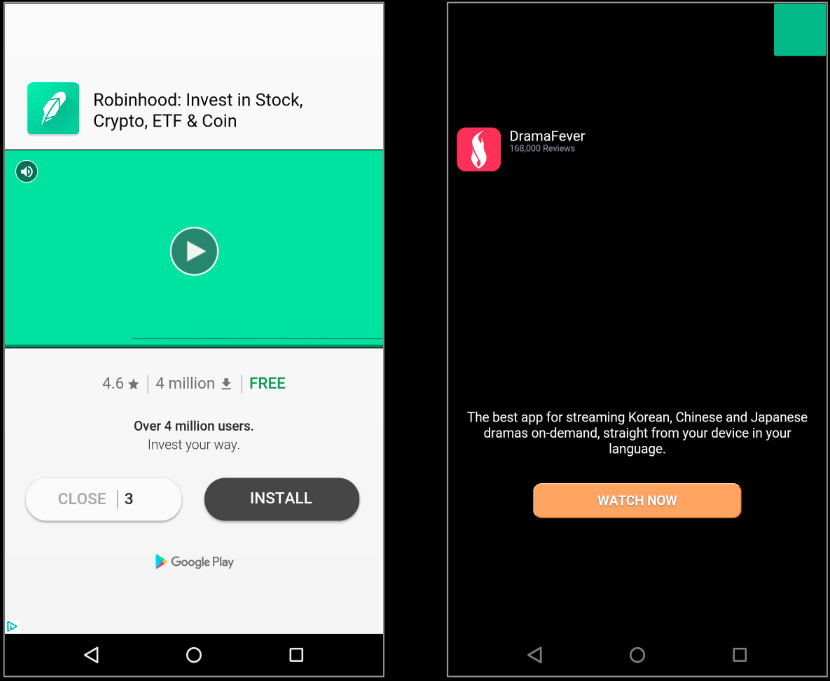 Robinhood: Invest in Stock,
Crypto, ETF & Coin
4.6 | 4 million | FREE
Over 4 million users.
Invest your way.
CLOSE | 3
INSTALL
Google Play
DramaFever
168,000 Reviews
The best app for streaming Korean, Chinese and Japanese
dramas on-demand, straight from your device in your
language.
WATCH NOW